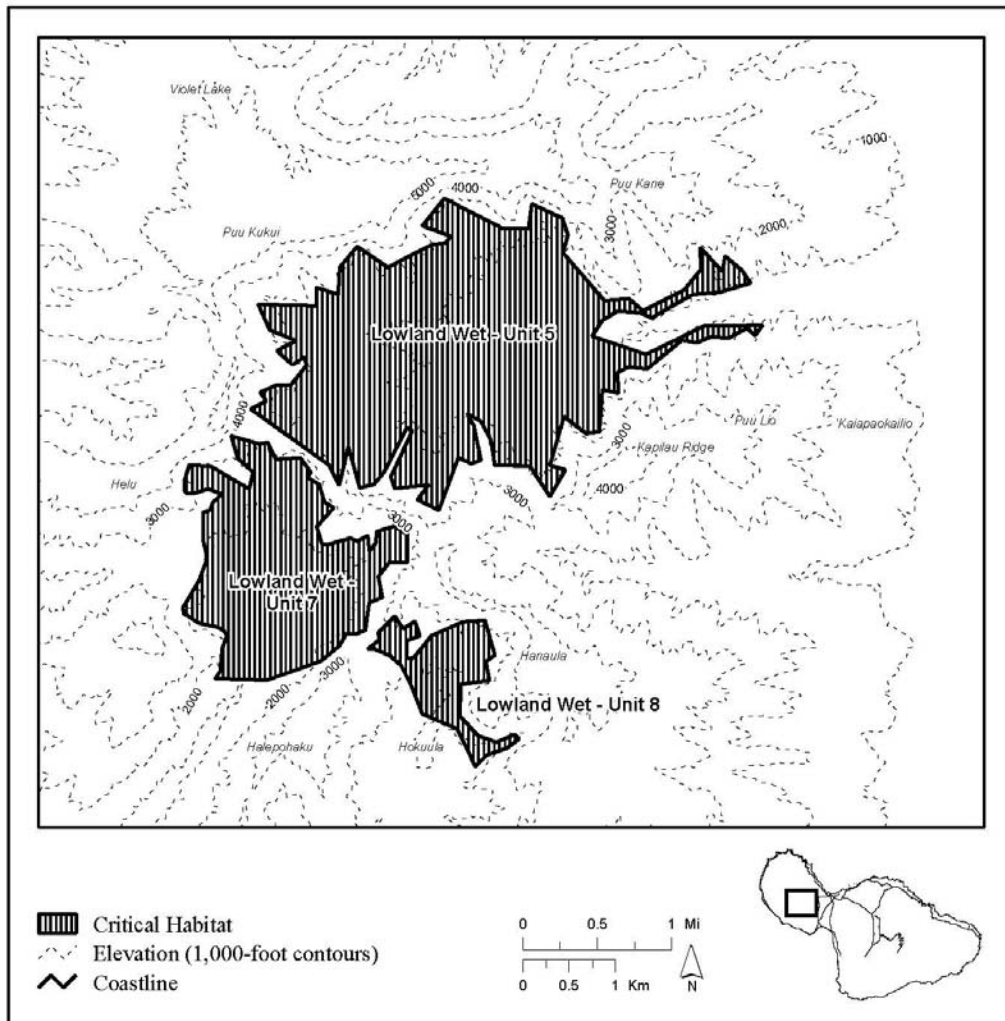 Violet Lake
1000
5000
4000
Puu Kane
3000
2000
Puu Kukui
Lowland Wet - Unit 5
4000
3000
Puu Lio
Kaiapaokailio
Kapilau Ridge
Helu
4000
3000
3000
3000
Lowland Wet -
Unit 7
Hanaula
3000
2000
2000
Lowland Wet - Unit 8
Halepohaku
Hokuula
Critical Habitat
Elevation (1,000-foot contours)
Coastline
0 0.5 1 Mi
0 0.5 1 Km
N